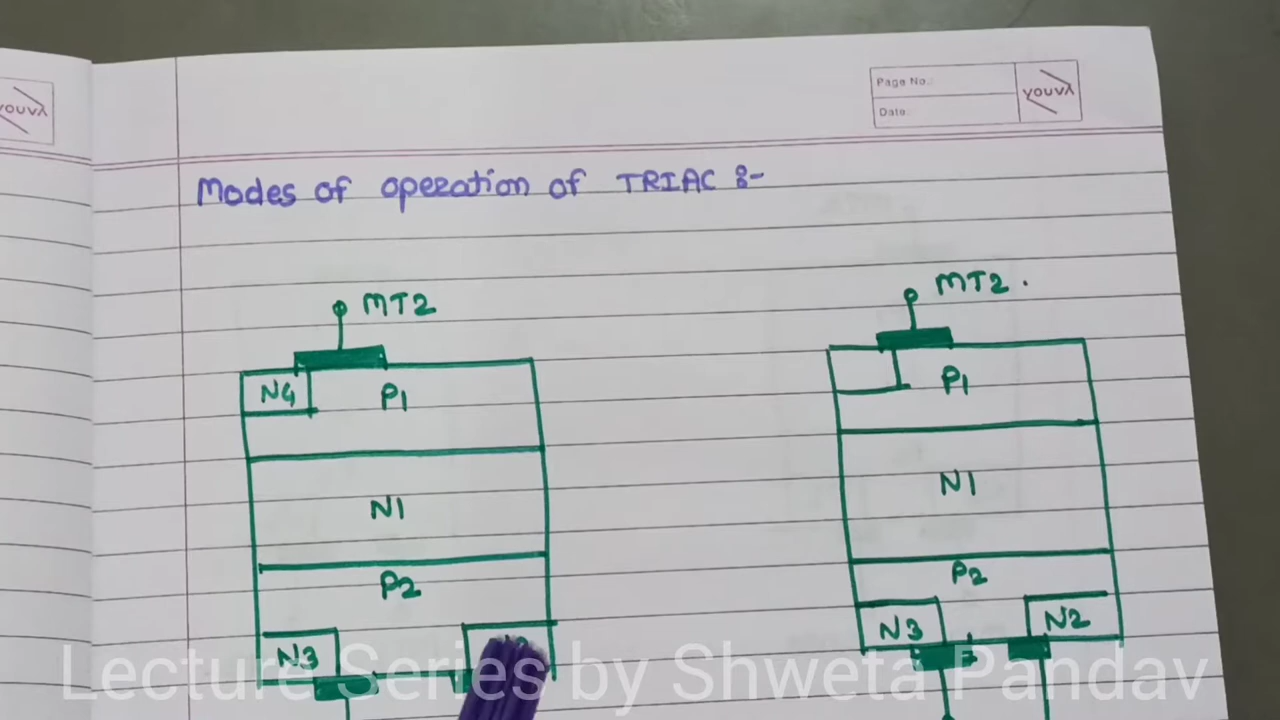 YOUVA
Page No.:
Date.:
YOUVA
Modes of operation of TRIAC :-
MT2
MT2.
N4
P1
P1
N1
N1
P2
P2
N3
N3
N2
Lecture Series by Shweta Pandav